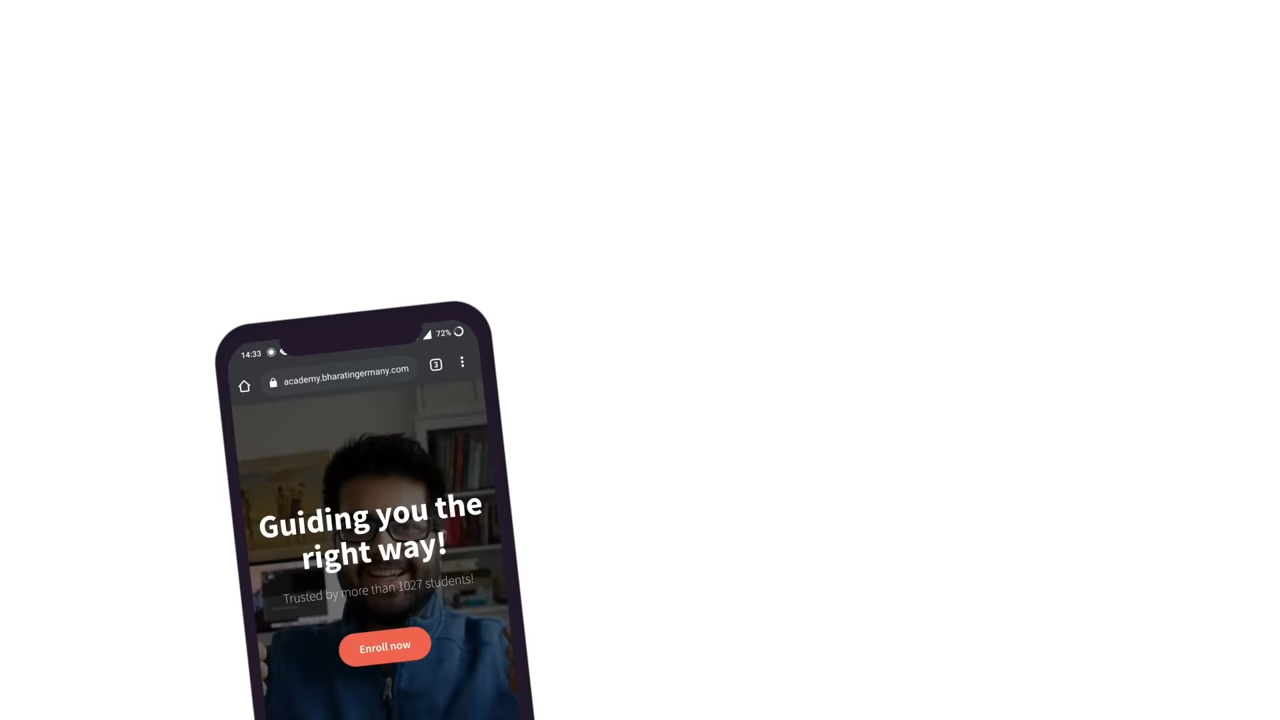 14:33 72%
academy.bharatingermany.com 3
Guiding you the
right way!
Trusted by more than 1027 students!
Enroll now